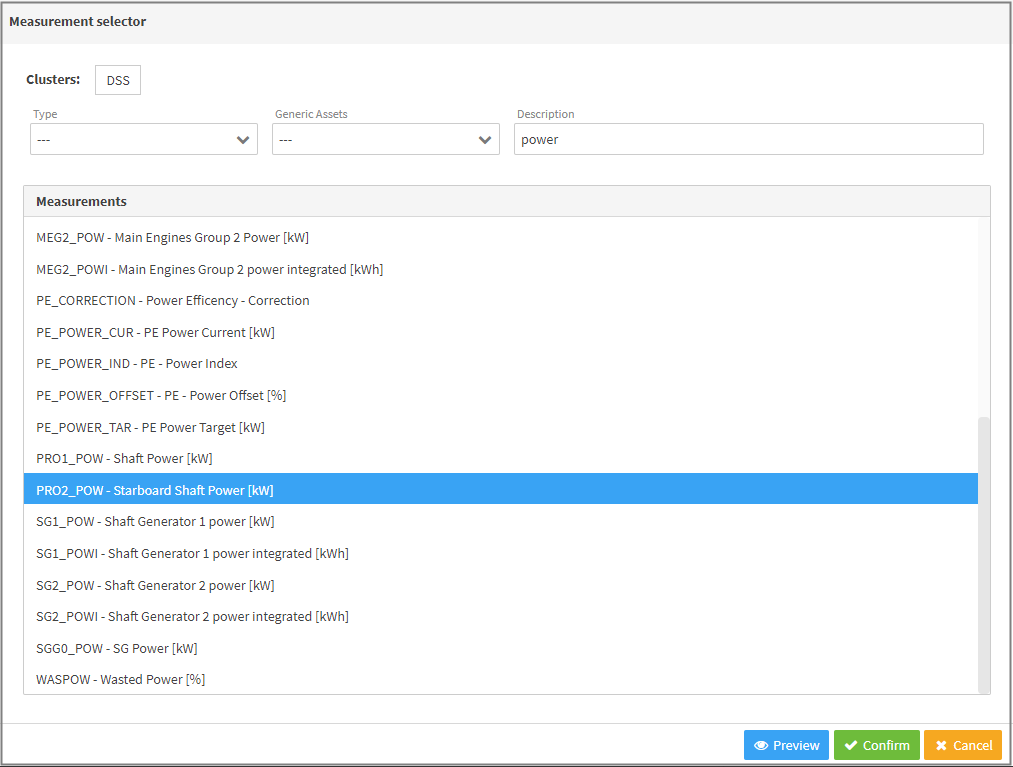 Measurement selector
Clusters: DSS
Type Generic Assets Description
--- --- power
Measurements
MEG2_POW - Main Engines Group 2 Power [kW]
MEG2_POWI - Main Engines Group 2 power integrated [kWh]
PE_CORRECTION - Power Efficency - Correction
PE_POWER_CUR - PE Power Current [kW]
PE_POWER_IND - PE - Power Index
PE_POWER_OFFSET - PE - Power Offset [%]
PE_POWER_TAR - PE Power Target [kW]
PRO1_POW - Shaft Power [kW]
PRO2_POW - Starboard Shaft Power [kW]
SG1_POW - Shaft Generator 1 power [kW]
SG1_POWI - Shaft Generator 1 power integrated [kWh]
SG2_POW - Shaft Generator 2 power [kW]
SG2_POWI - Shaft Generator 2 power integrated [kWh]
SGG0_POW - SG Power [kW]
WASPOW - Wasted Power [%]
Preview Confirm Cancel